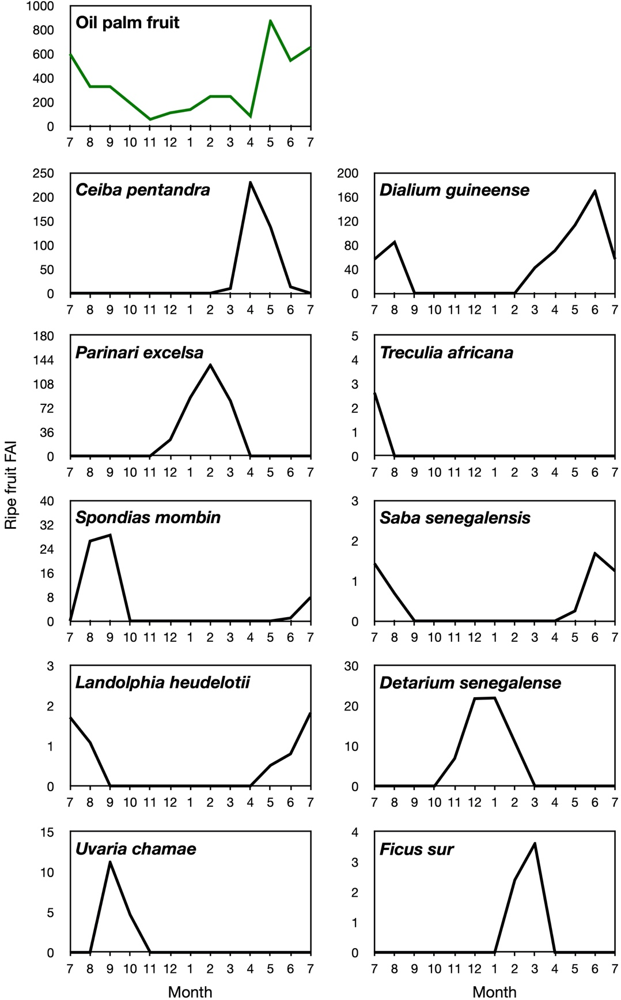 Oil palm fruit
1000
800
600
400
200
0
7 8 9 10 11 12 1 2 3 4 5 6 7
Ceiba pentandra
250
200
150
100
50
0
7 8 9 10 11 12 1 2 3 4 5 6 7
Dialium guineense
200
160
120
80
40
0
7 8 9 10 11 12 1 2 3 4 5 6 7
Parinari excelsa
180
144
108
72
36
0
7 8 9 10 11 12 1 2 3 4 5 6 7
Treculia africana
5
4
3
2
1
0
7 8 9 10 11 12 1 2 3 4 5 6 7
Ripe fruit FAI
Spondias mombin
40
32
24
16
8
0
7 8 9 10 11 12 1 2 3 4 5 6 7
Saba senegalensis
3
2
1
0
7 8 9 10 11 12 1 2 3 4 5 6 7
Landolphia heudelotii
3
2
1
0
7 8 9 10 11 12 1 2 3 4 5 6 7
Detarium senegalense
30
20
10
0
7 8 9 10 11 12 1 2 3 4 5 6 7
Uvaria chamae
15
10
5
0
7 8 9 10 11 12 1 2 3 4 5 6 7
Month
Ficus sur
4
3
2
1
0
7 8 9 10 11 12 1 2 3 4 5 6 7
Month